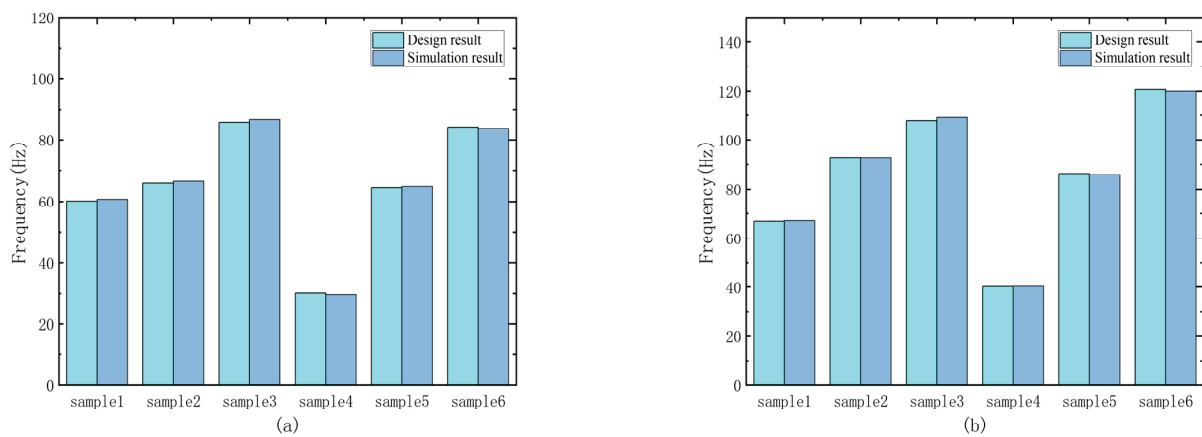 120
100
80
60
40
20
0
Frequency(Hz)
Design result
Simulation result
sample1 sample2 sample3 sample4 sample5 sample6
(a)
140
120
100
80
60
40
20
0
Frequency(Hz)
Design result
Simulation result
sample1 sample2 sample3 sample4 sample5 sample6
(b)